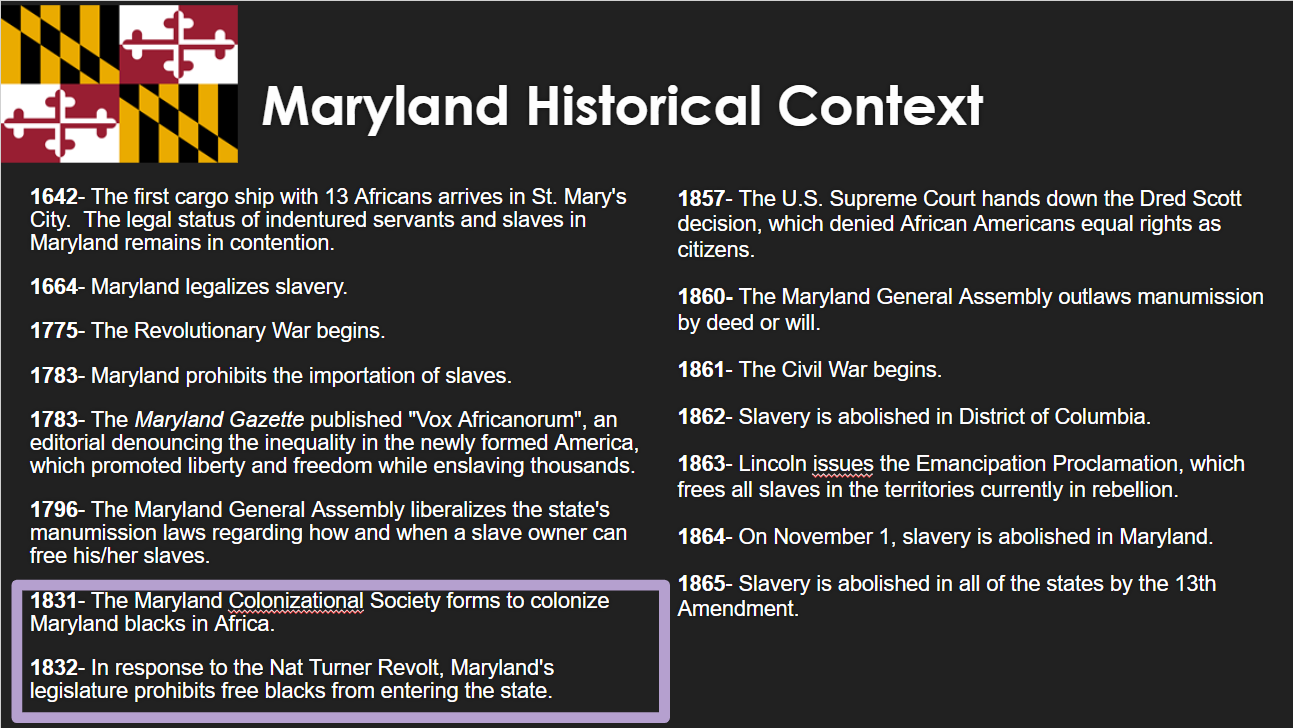 Maryland Historical Context
1642- The first cargo ship with 13 Africans arrives in St. Mary's
City.  The legal status of indentured servants and slaves in
Maryland remains in contention.
1664- Maryland legalizes slavery.
1775- The Revolutionary War begins.
1783- Maryland prohibits the importation of slaves.
1783- The Maryland Gazette published "Vox Africanorum", an
editorial denouncing the inequality in the newly formed America,
which promoted liberty and freedom while enslaving thousands.
1796- The Maryland General Assembly liberalizes the state's
manumission laws regarding how and when a slave owner can
free his/her slaves.
1831- The Maryland Colonizational Society forms to colonize
Maryland blacks in Africa.
1832- In response to the Nat Turner Revolt, Maryland's
legislature prohibits free blacks from entering the state.
1857- The U.S. Supreme Court hands down the Dred Scott
decision, which denied African Americans equal rights as
citizens.
1860- The Maryland General Assembly outlaws manumission
by deed or will.
1861- The Civil War begins.
1862- Slavery is abolished in District of Columbia.
1863- Lincoln issues the Emancipation Proclamation, which
frees all slaves in the territories currently in rebellion.
1864- On November 1, slavery is abolished in Maryland.
1865- Slavery is abolished in all of the states by the 13th
Amendment.